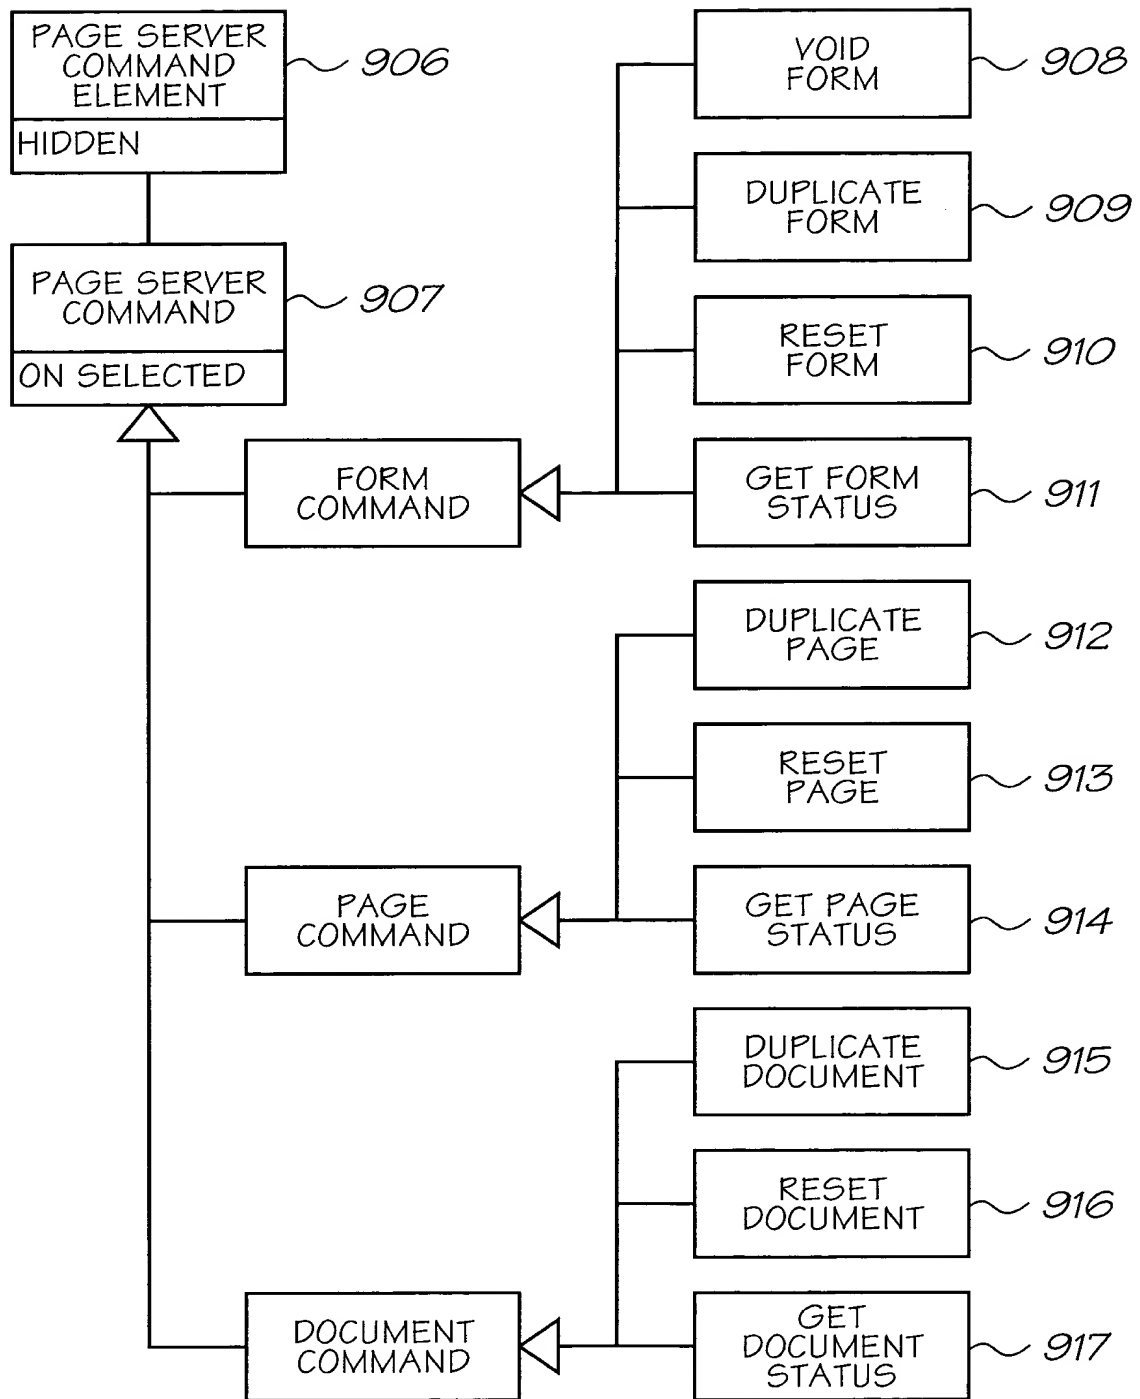 PAGE SERVER
COMMAND
ELEMENT
906
HIDDEN
PAGE SERVER
COMMAND
907
ON SELECTED
FORM
COMMAND
VOID
FORM
908
DUPLICATE
FORM
909
RESET
FORM
910
GET FORM
STATUS
911
PAGE
COMMAND
DUPLICATE
PAGE
912
RESET
PAGE
913
GET PAGE
STATUS
914
DOCUMENT
COMMAND
DUPLICATE
DOCUMENT
915
RESET
DOCUMENT
916
GET
DOCUMENT
STATUS
917